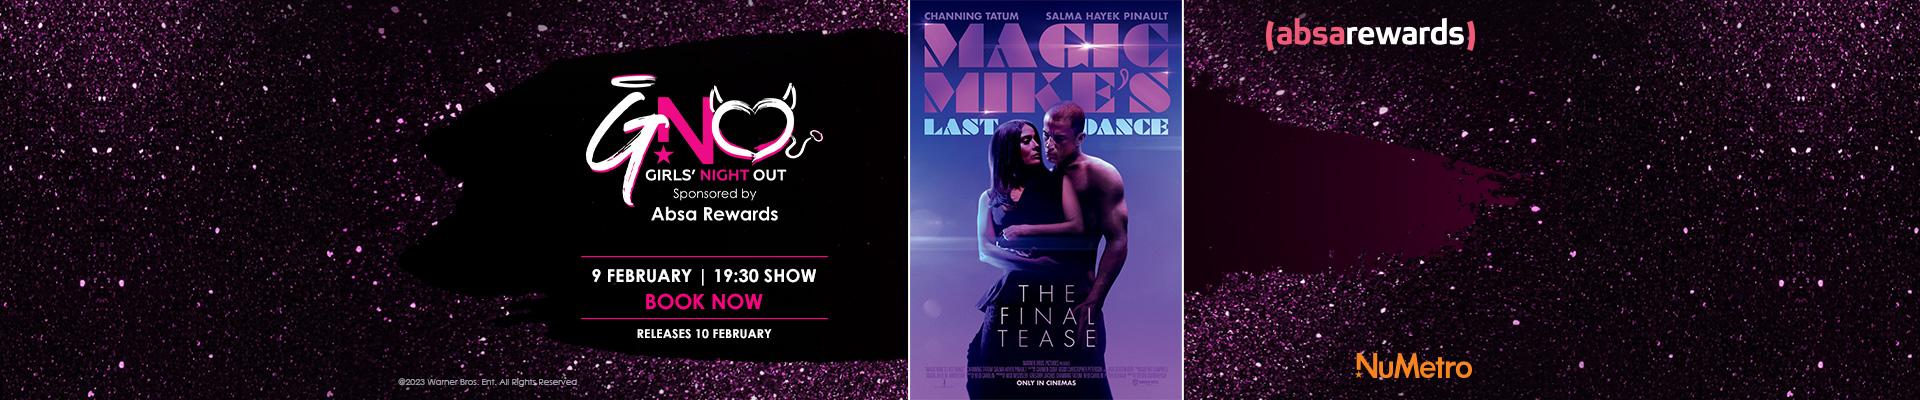 GNO
GIRLS' NIGHT OUT
Sponsored by
Absa Rewards
9 FEBRUARY | 19:30 SHOW
BOOK NOW
RELEASES 10 FEBRUARY
©2023 Warner Bros. Ent. All Rights Reserved
CHANNING TATUM SALMA HAYEK PINAULT
MAGIC
MIKE'S
LAST DANCE
THE
FINAL
TEASE
ONLY IN CINEMAS
(absarewards)
NuMetro